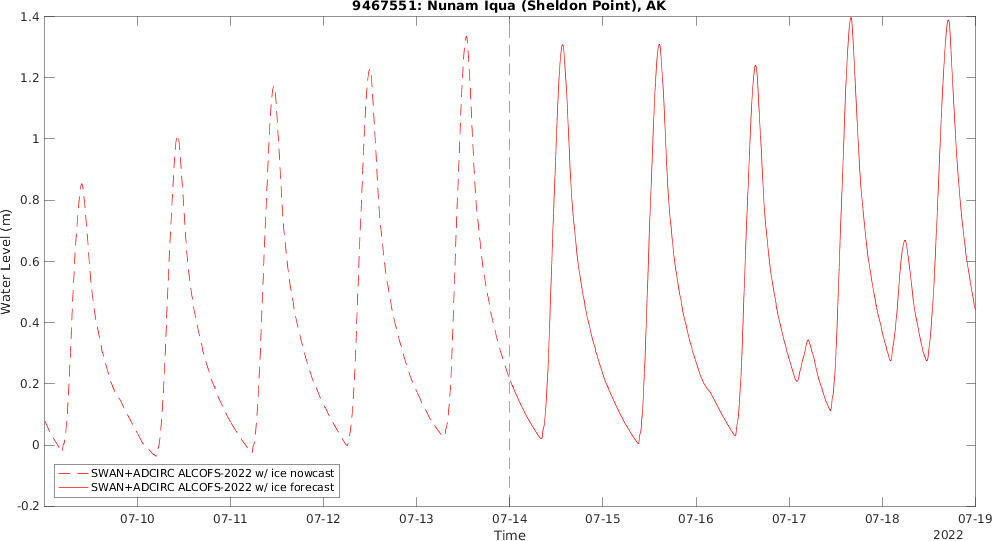 9467551: Nunam Iqua (Sheldon Point), AK
1.4
1.2
1
0.8
0.6
0.4
0.2
0
-0.2
Water Level (m)
SWAN+ADCIRC ALCOFS-2022 w/ ice nowcast
SWAN+ADCIRC ALCOFS-2022 w/ ice forecast
07-10 07-11 07-12 07-13 07-14 07-15 07-16 07-17 07-18 07-19
Time
2022